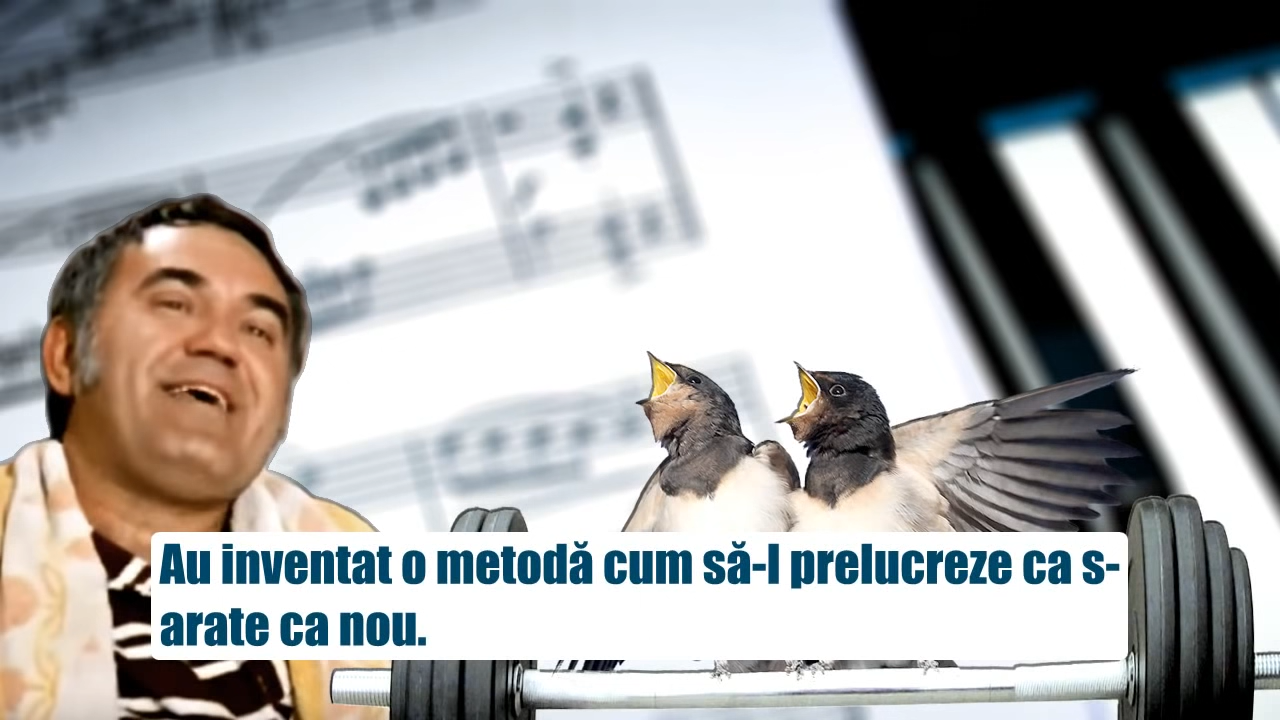 Au inventat o metodă cum să-l prelucreze ca s-
arate ca nou.